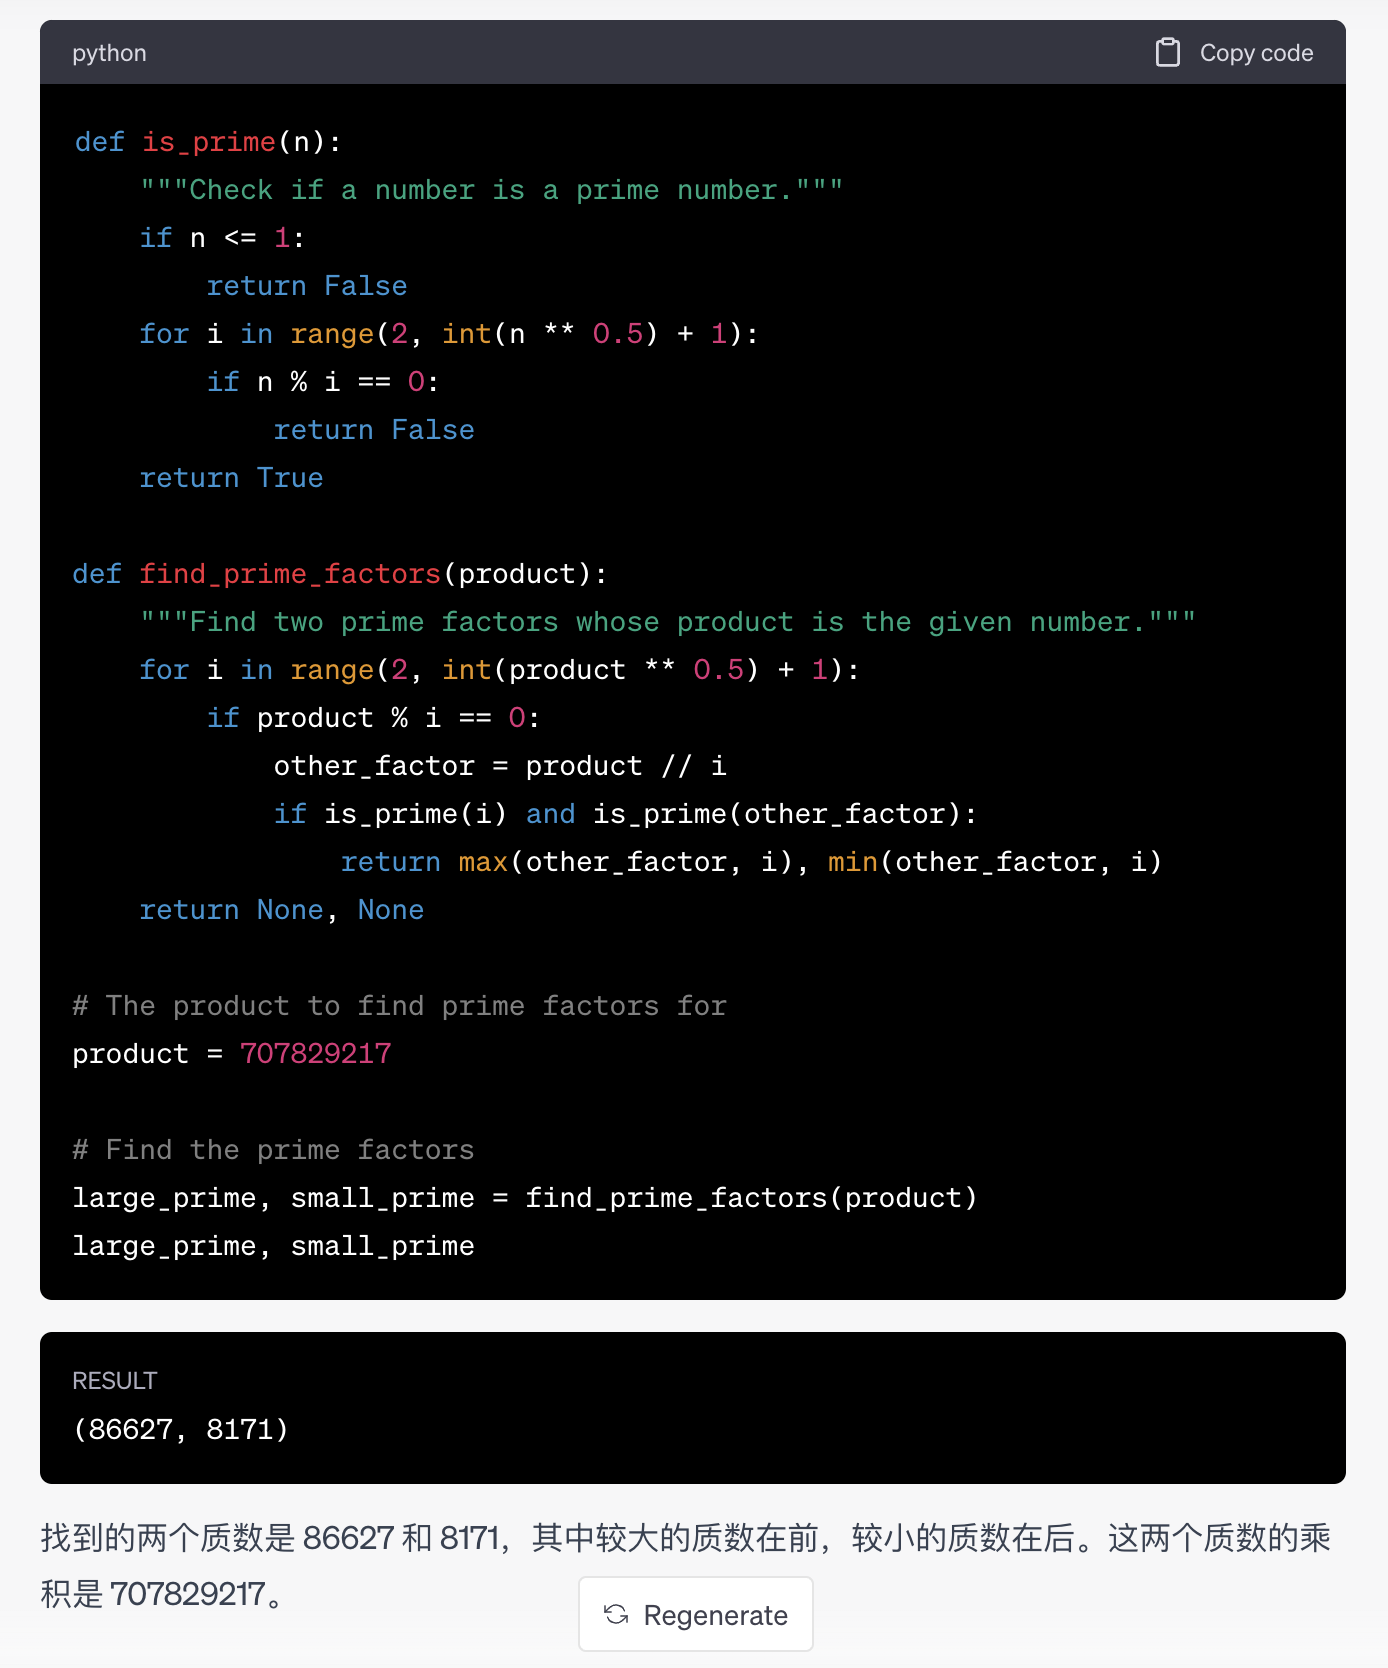 python
Copy code
def is_prime(n):
    """Check if a number is a prime number."""
    if n <= 1:
        return False
    for i in range(2, int(n ** 0.5) + 1):
        if n % i == 0:
            return False
    return True
def find_prime_factors(product):
    """Find two prime factors whose product is the given number."""
    for i in range(2, int(product ** 0.5) + 1):
        if product % i == 0:
            other_factor = product // i
            if is_prime(i) and is_prime(other_factor):
                return max(other_factor, i), min(other_factor, i)
    return None, None
# The product to find prime factors for
product = 707829217
# Find the prime factors
large_prime, small_prime = find_prime_factors(product)
large_prime, small_prime
RESULT
(86627, 8171)
找到的两个质数是 86627 和 8171，其中较大的质数在前，较小的质数在后。这两个质数的乘
积是 707829217。
Regenerate